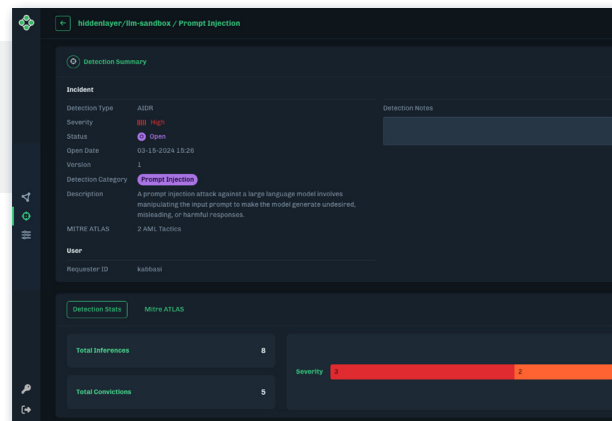 hiddenlayer/llm-sandbox / Prompt Injection
Detection Summary
Incident
Detection Type AIDR
Severity High
Status Open
Open Date 03-15-2024 15:26
Version 1
Detection Category Prompt Injection
Description A prompt injection attack against a large language model involves
manipulating the input prompt to make the model generate undesired,
misleading, or harmful responses.
MITRE ATLAS 2 AML Tactics
User
Requester ID kabbasi
Detection Notes
Detection Stats Mitre ATLAS
Total Inferences 8
Total Convictions 5
Severity 3 2